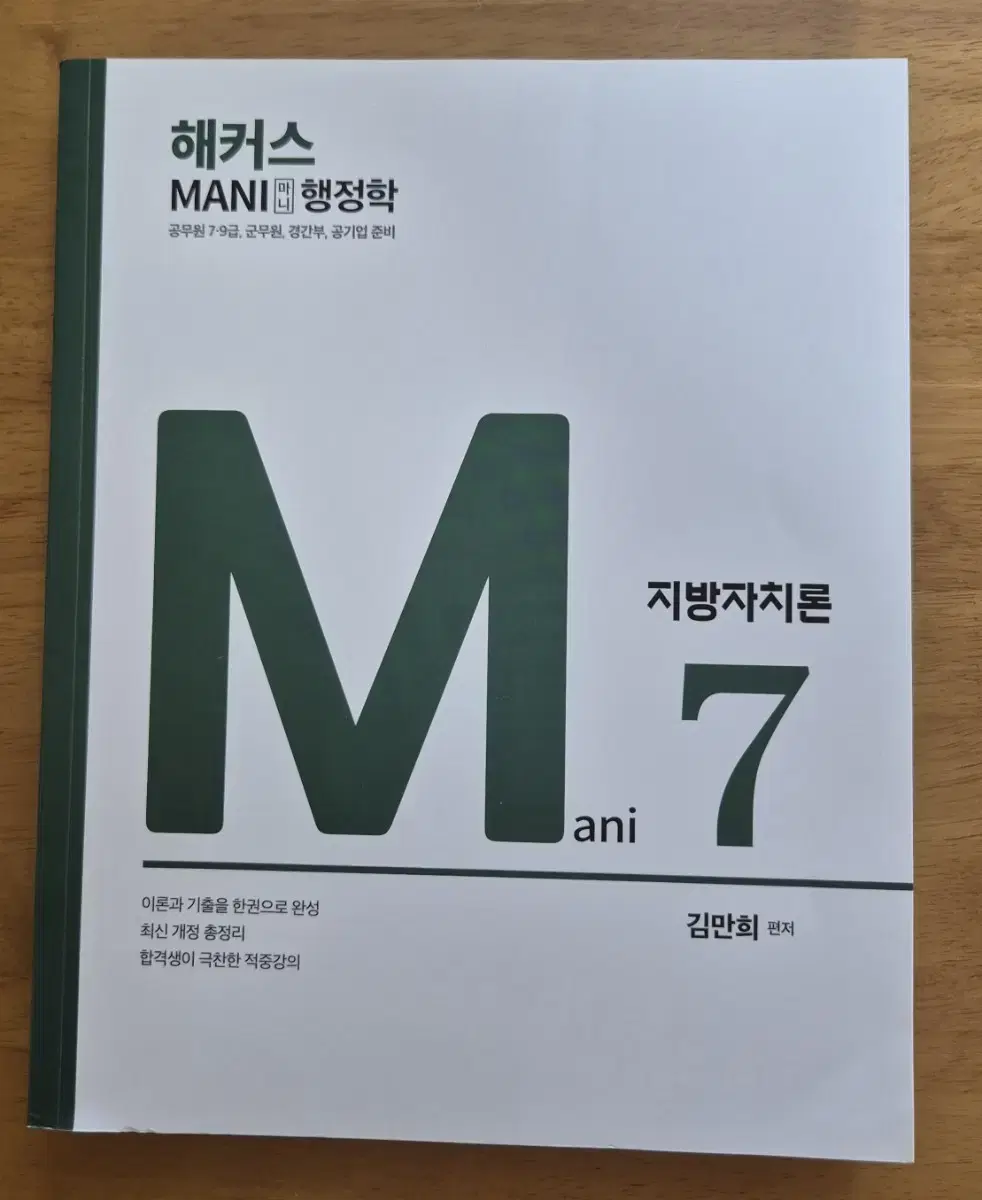 해커스
MANI 마니 행정학
공무원 7·9급, 군무원, 경간부, 공기업 준비
지방자치론
Mani 7
이론과 기출을 한권으로 완성
최신 개정 총정리
합격생이 극찬한 적중강의
김만희 편저